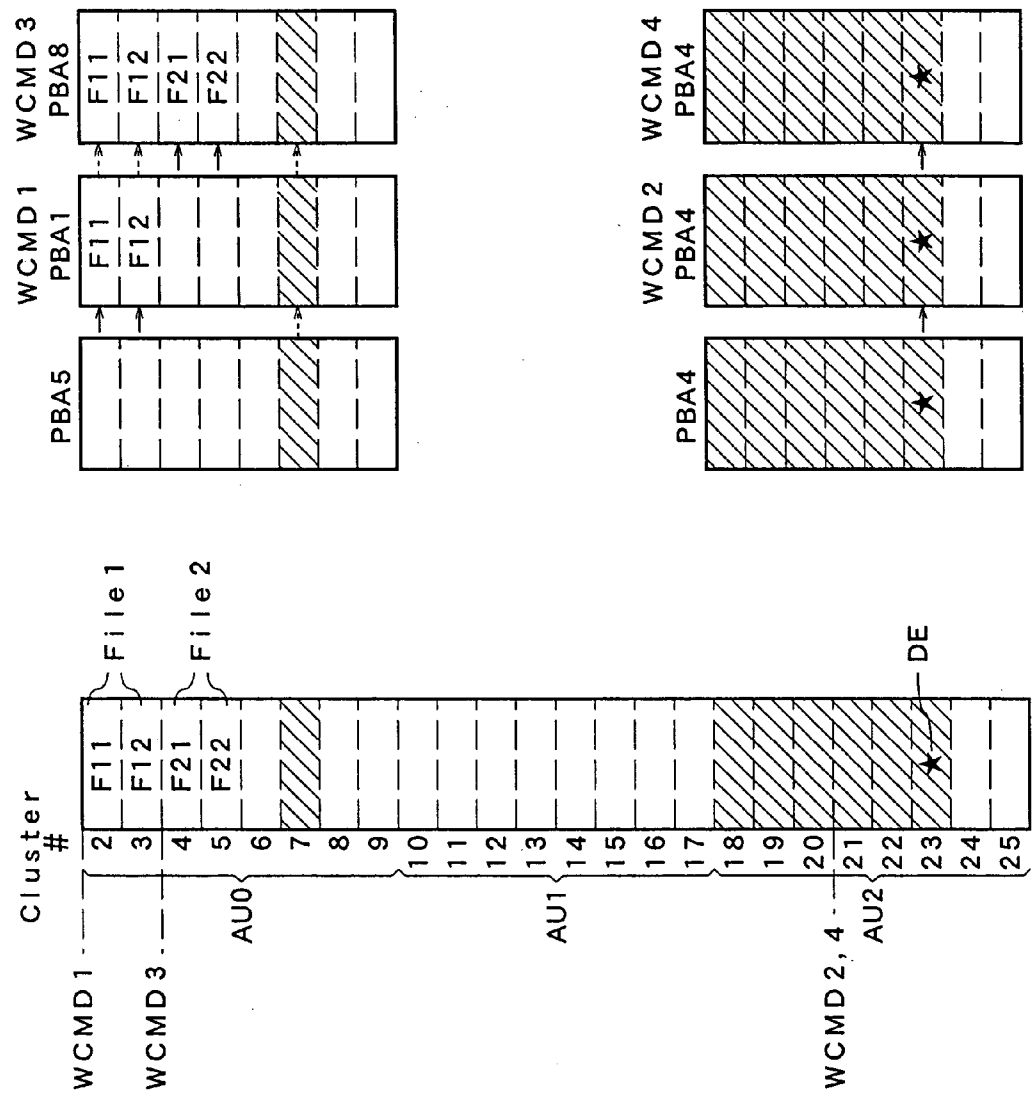 WCMD3
PBA8
F11
F12
F21
F22
WCMD1
PBA1
F11
F12
PBA5
WCMD4
PBA4
★
WCMD2
PBA4
★
PBA4
★
Cluster
#
File1
File2
2 F11
3 F12
4 F21
5 F22
6
7
8
9
10
11
12
13
14
15
16
17
18
19
20
21
22
23 ★
24
25
DE
AU0
AU1
AU2
WCMD1
WCMD3
WCMD2, 4